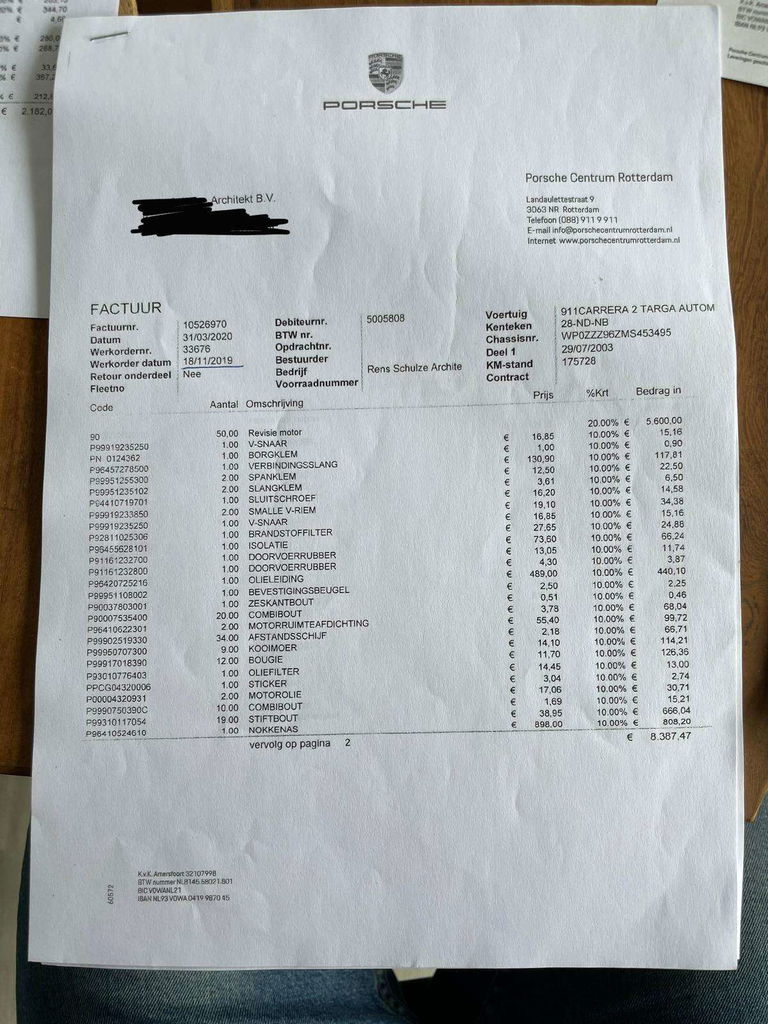 344,70
2.182,0
PORSCHE
Porsche Centrum Rotterdam
Architekt B.V.
Landaulettestraat 9
3063 NR Rotterdam
Telefoon (088) 911 9 911
E-mail info@porschecentrumrotterdam.nl
Internet www.porschecentrumrotterdam.nl
FACTUUR
Factuurnr. 10526970
Datum 31/03/2020
Werkordernr. 33676
Werkorder datum 18/11/2019
Retour onderdeel Nee
Fleetno
Debiteurnr. 5005808
BTW nr.
Opdrachtnr.
Bestuurder
Bedrijf Rens Schulze Archite
Voorraadnummer
Voertuig 911CARRERA 2 TARGA AUTOM
Kenteken 28-ND-NB
Chassisnr. WP0ZZZ96ZMS453495
Deel 1 29/07/2003
KM-stand 175728
Contract
Code Aantal Omschrijving Prijs %Krt Bedrag in
90 50,00 Revisie motor 20.00% € 5.600,00
P99919235250 1.00 V-SNAAR € 16,85 10.00% € 15,16
PN 0124362 1.00 BORGKLEM € 1,00 10.00% € 0,90
P96457278500 1.00 VERBINDINGSSLANG € 130,90 10.00% € 117,81
P99951255300 2.00 SPANKLEM € 12,50 10.00% € 22,50
P99951235102 2.00 SLANGKLEM € 3,61 10.00% € 6,50
P64410719701 1.00 SLUITSCHROEF € 16,20 10.00% € 14,58
P99919233850 2.00 SMALLE V-RIEM € 19,10 10.00% € 34,38
P99919235250 1.00 V-SNAAR € 16,85 10.00% € 15,16
P92811025306 1.00 BRANDSTOFFILTER € 27,65 10.00% € 24,88
P96455628101 1.00 ISOLATIE € 73,60 10.00% € 66,24
P91161232700 1.00 DOORVOERRUBBER € 13,05 10.00% € 11,74
P91161232800 1.00 DOORVOERRUBBER € 4,30 10.00% € 3,87
P96420725216 1.00 OLIELEIDING € 489,00 10.00% € 440,10
P99951108002 1.00 BEVESTIGINGSBEUGEL € 2,50 10.00% € 2,25
P90037803001 1.00 ZESKANTBOUT € 0,51 10.00% € 0,46
P90007535400 20.00 COMBIBOUT € 3,78 10.00% € 68,04
P96410622301 2.00 MOTORRUIMTEAFDICHTING € 55,40 10.00% € 99,72
P99902519330 34.00 AFSTANDSSCHIJF € 2,18 10.00% € 66,71
P99950707300 9.00 KOOIMOER € 14,10 10.00% € 114,21
P99917018390 12.00 BOUGIE € 11,70 10.00% € 126,36
P93010776403 1.00 OLIEFILTER € 14,45 10.00% € 13,00
PPCG04320006 1.00 STICKER € 3,04 10.00% € 2,74
P00004320931 2.00 MOTOROLIE € 17,06 10.00% € 30,71
P9990750390C 10.00 COMBIBOUT € 1,69 10.00% € 15,21
P99310117054 19.00 STIFTBOUT € 38,95 10.00% € 666,04
P96410524610 1.00 NOKKENAS € 898,00 10.00% € 808,20
vervolg op pagina 2 € 8.387,47
K.v.K. Amersfoort 32107998
BTW nummer NL8145.58021.B01
BIC VOWANL21
IBAN NL93 VOWA 0419 9870 45
60572